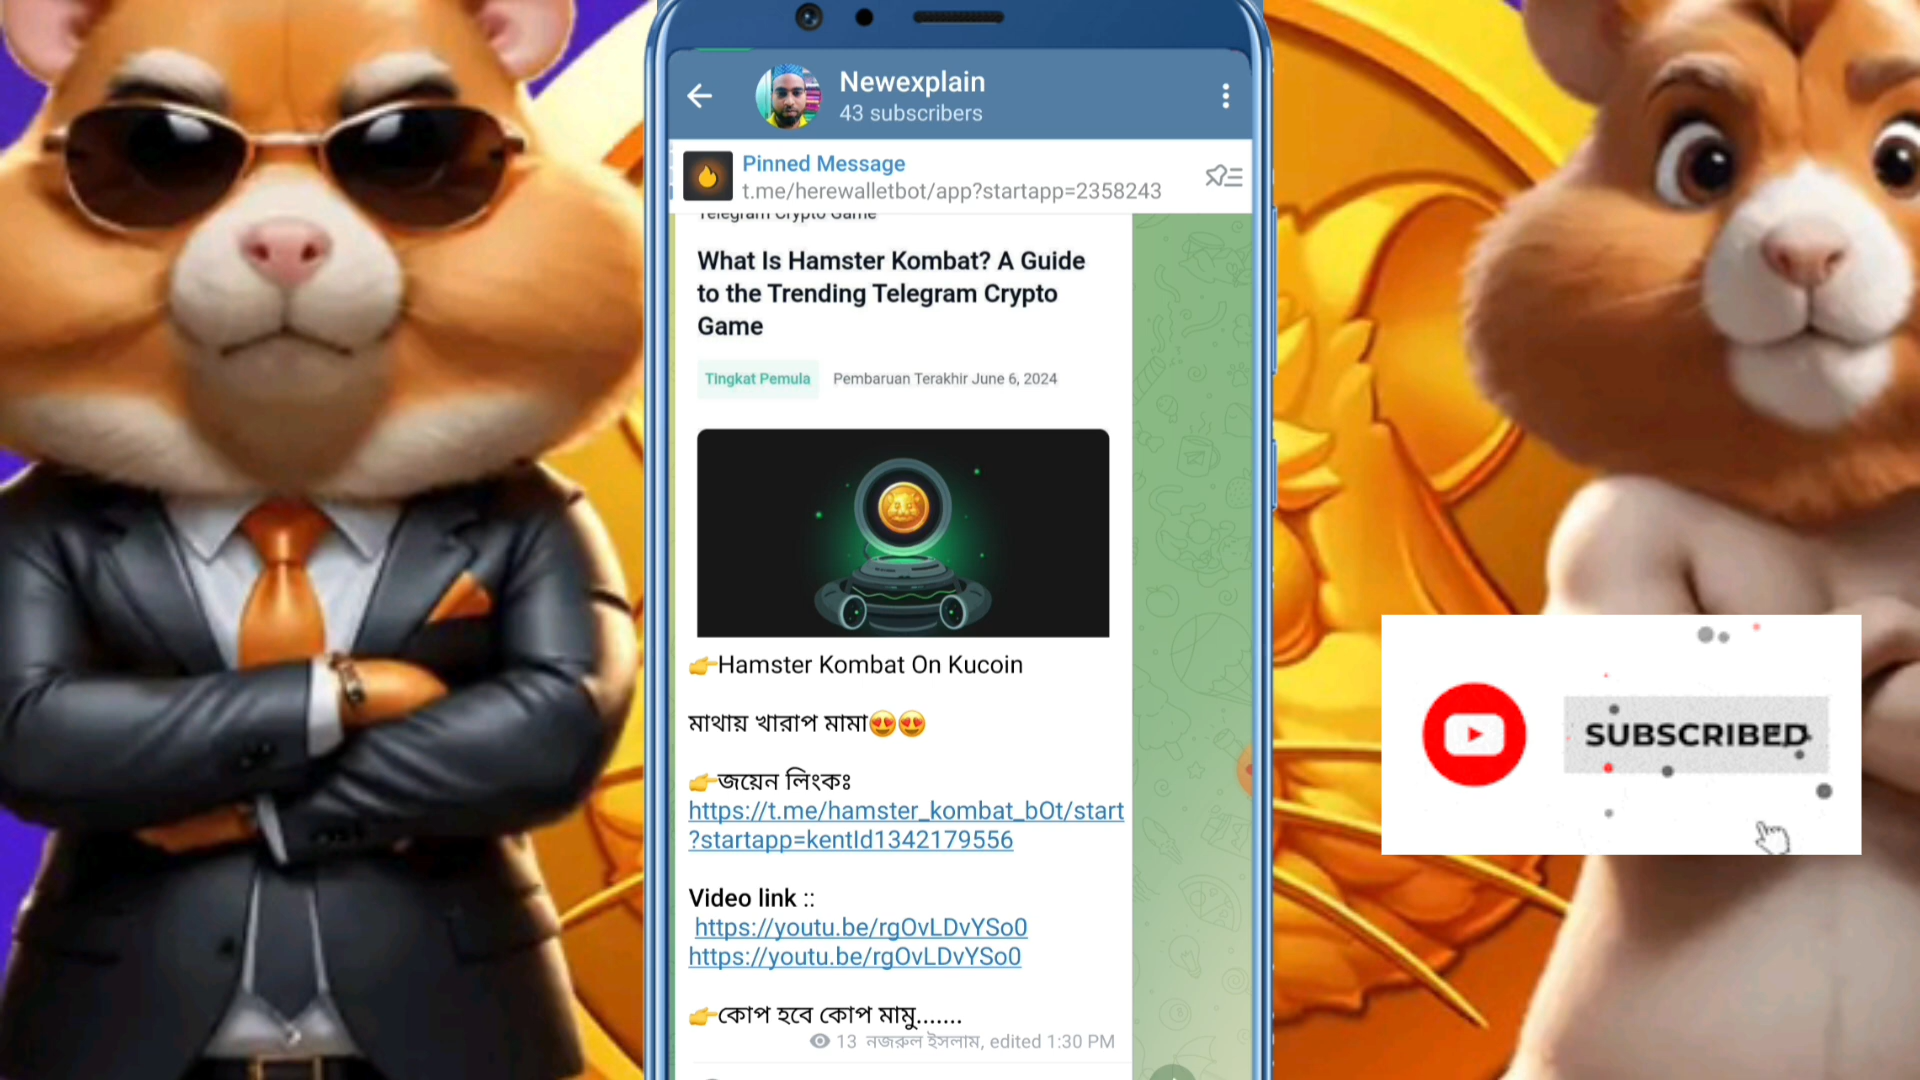 Newexplain
43 subscribers
Pinned Message
t.me/herewalletbot/app?startapp=2358243
Telegram Crypto Game
What Is Hamster Kombat? A Guide
to the Trending Telegram Crypto
Game
Tingkat Pemula Pembaruan Terakhir June 6, 2024
👉Hamster Kombat On Kucoin
মাথায় খারাপ মামা😍😍
👉জয়েন লিংকঃ
https://t.me/hamster_kombat_bOt/start
?startapp=kentId1342179556
Video link ::
https://youtu.be/rgOvLDvYSo0
https://youtu.be/rgOvLDvYSo0
👉কোপ হবে কোপ মামু.......
13 নজরুল ইসলাম, edited 1:30 PM
SUBSCRIBED